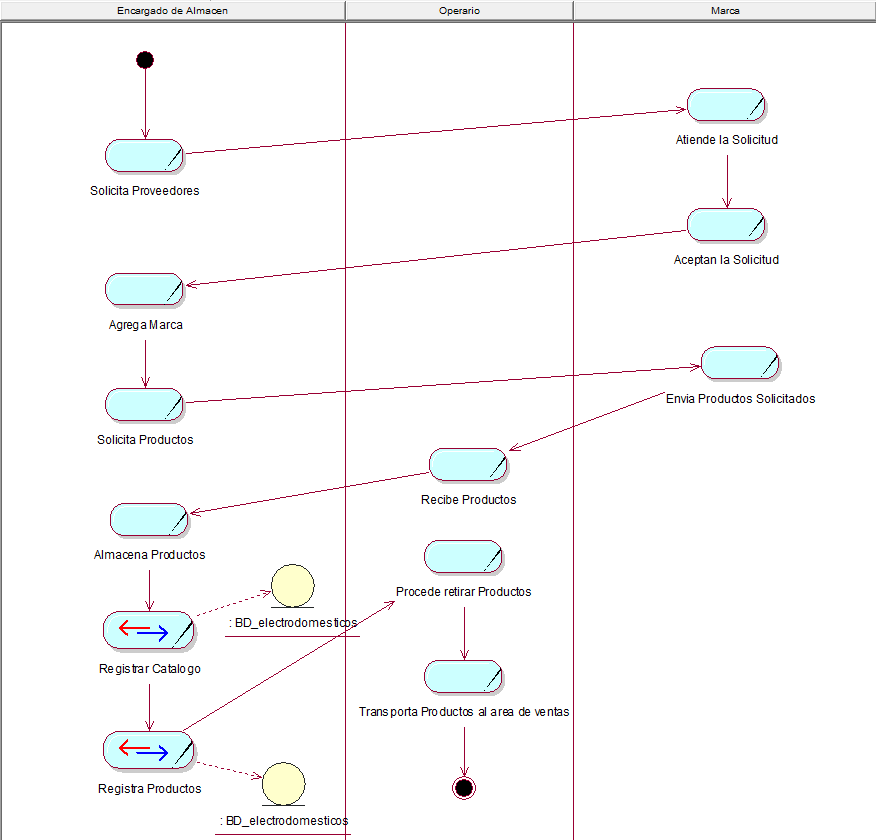 Encargado de Almacen
Operario
Marca
Atiende la Solicitud
Solicita Proveedores
Aceptan la Solicitud
Agrega Marca
Envia Productos Solicitados
Solicita Productos
Recibe Productos
Almacena Productos
Procede retirar Productos
: BD_electrodomesticos
Registrar Catalogo
Transporta Productos al area de ventas
Registra Productos
: BD_electrodomesticos